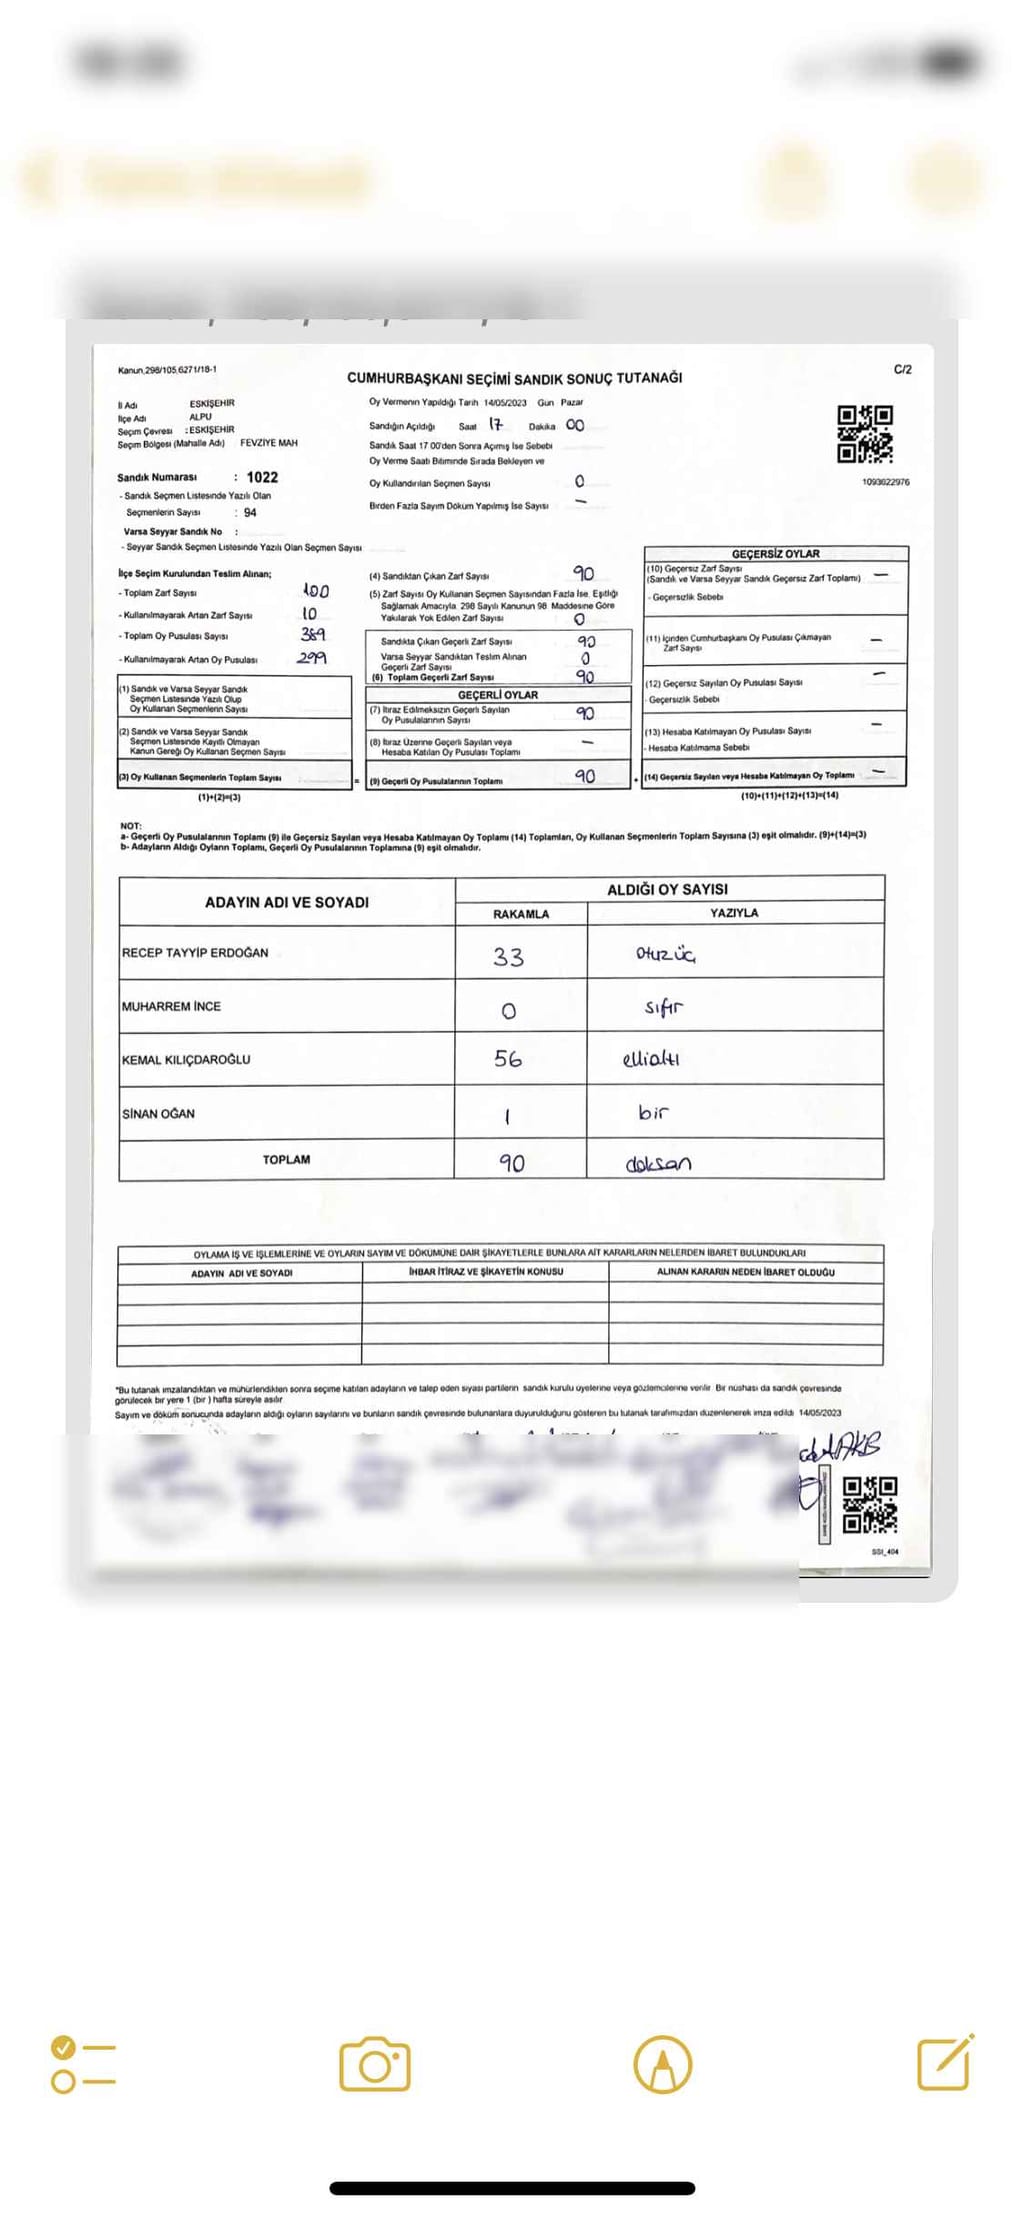 Kanun,298/105,6271/18-1
C/2
CUMHURBAŞKANI SEÇİMİ SANDIK SONUÇ TUTANAĞI
İl Adı ESKİŞEHİR
İlçe Adı ALPU
Seçim Çevresi : ESKİŞEHİR
Seçim Bölgesi (Mahalle Adı) FEVZİYE MAH
Sandık Numarası : 1022
- Sandık Seçmen Listesinde Yazılı Olan
Seçmenlerin Sayısı : 94
Varsa Seyyar Sandık No :
- Seyyar Sandık Seçmen Listesinde Yazılı Olan Seçmen Sayısı
Oy Vermenin Yapıldığı Tarih 14/05/2023 Gün Pazar
Sandığın Açıldığı Saat 17 Dakika 00
Sandık Saat 17 00'den Sonra Açılmış İse Sebebi
Oy Verme Saati Bitiminde Sırada Bekleyen ve
Oy Kullandırılan Seçmen Sayısı 0
Birden Fazla Sayım Döküm Yapılmış İse Sayısı —
1093622976
İlçe Seçim Kurulundan Teslim Alınan;
- Toplam Zarf Sayısı 100
- Kullanılmayarak Artan Zarf Sayısı 10
- Toplam Oy Pusulası Sayısı 389
- Kullanılmayarak Artan Oy Pusulası 299
(1) Sandık ve Varsa Seyyar Sandık
Seçmen Listesinde Yazılı Olup
Oy Kullanan Seçmenlerin Sayısı
(2) Sandık ve Varsa Seyyar Sandık
Seçmen Listesinde Kayıtlı Olmayan
Kanun Gereği Oy Kullanan Seçmen Sayısı
(3) Oy Kullanan Seçmenlerin Toplam Sayısı =
(1)+(2)=(3)
(4) Sandıktan Çıkan Zarf Sayısı 90
(5) Zarf Sayısı Oy Kullanan Seçmen Sayısından Fazla İse, Eşitliği
Sağlamak Amacıyla 298 Sayılı Kanunun 98 Maddesine Göre
Yakılarak Yok Edilen Zarf Sayısı 0
Sandıkta Çıkan Geçerli Zarf Sayısı 90
Varsa Seyyar Sandıktan Teslim Alınan
Geçerli Zarf Sayısı 0
(6) Toplam Geçerli Zarf Sayısı 90
GEÇERLİ OYLAR
(7) İtiraz Edilmeksizin Geçerli Sayılan
Oy Pusulalarının Sayısı 90
(8) İtiraz Üzerine Geçerli Sayılan veya
Hesaba Katılan Oy Pusulası Toplamı —
(9) Geçerli Oy Pusulalarının Toplamı 90 +
GEÇERSİZ OYLAR
(10) Geçersiz Zarf Sayısı
(Sandık ve Varsa Seyyar Sandık Geçersiz Zarf Toplamı) —
- Geçersizlik Sebebi
(11) İçinden Cumhurbaşkanı Oy Pusulası Çıkmayan
Zarf Sayısı —
(12) Geçersiz Sayılan Oy Pusulası Sayısı —
- Geçersizlik Sebebi
(13) Hesaba Katılmayan Oy Pusulası Sayısı —
- Hesaba Katılmama Sebebi
(14) Geçersiz Sayılan veya Hesaba Katılmayan Oy Toplamı —
(10)+(11)+(12)+(13)=(14)
NOT:
a- Geçerli Oy Pusulalarının Toplamı (9) ile Geçersiz Sayılan veya Hesaba Katılmayan Oy Toplamı (14) Toplamları, Oy Kullanan Seçmenlerin Toplam Sayısına (3) eşit olmalıdır. (9)+(14)=(3)
b- Adayların Aldığı Oyların Toplamı, Geçerli Oy Pusulalarının Toplamına (9) eşit olmalıdır.
ADAYIN ADI VE SOYADI ALDIĞI OY SAYISI
RAKAMLA YAZIYLA
RECEP TAYYİP ERDOĞAN 33 otuzüç
MUHARREM İNCE 0 sıfır
KEMAL KILIÇDAROĞLU 56 ellialtı
SİNAN OĞAN 1 bir
TOPLAM 90 doksan
OYLAMA İŞ VE İŞLEMLERİNE VE OYLARIN SAYIM VE DÖKÜMÜNE DAİR ŞİKAYETLERLE BUNLARA AİT KARARLARIN NELERDEN İBARET BULUNDUKLARI
ADAYIN ADI VE SOYADI İHBAR İTİRAZ VE ŞİKAYETİN KONUSU ALINAN KARARIN NEDEN İBARET OLDUĞU
*Bu tutanak imzalandıktan ve mühürlendikten sonra seçime katılan adayların ve talep eden siyasi partilerin sandık kurulu üyelerine veya gözlemcilerine verilir. Bir nüshası da sandık çevresinde
görülecek bir yere 1 (bir ) hafta süreyle asılır
Sayım ve döküm sonucunda adayların aldığı oyların sayılarını ve bunların sandık çevresinde bulunanlara duyurulduğunu gösteren bu tutanak tarafımızdan düzenlenerek imza edildi 14/05/2023
SSI_404